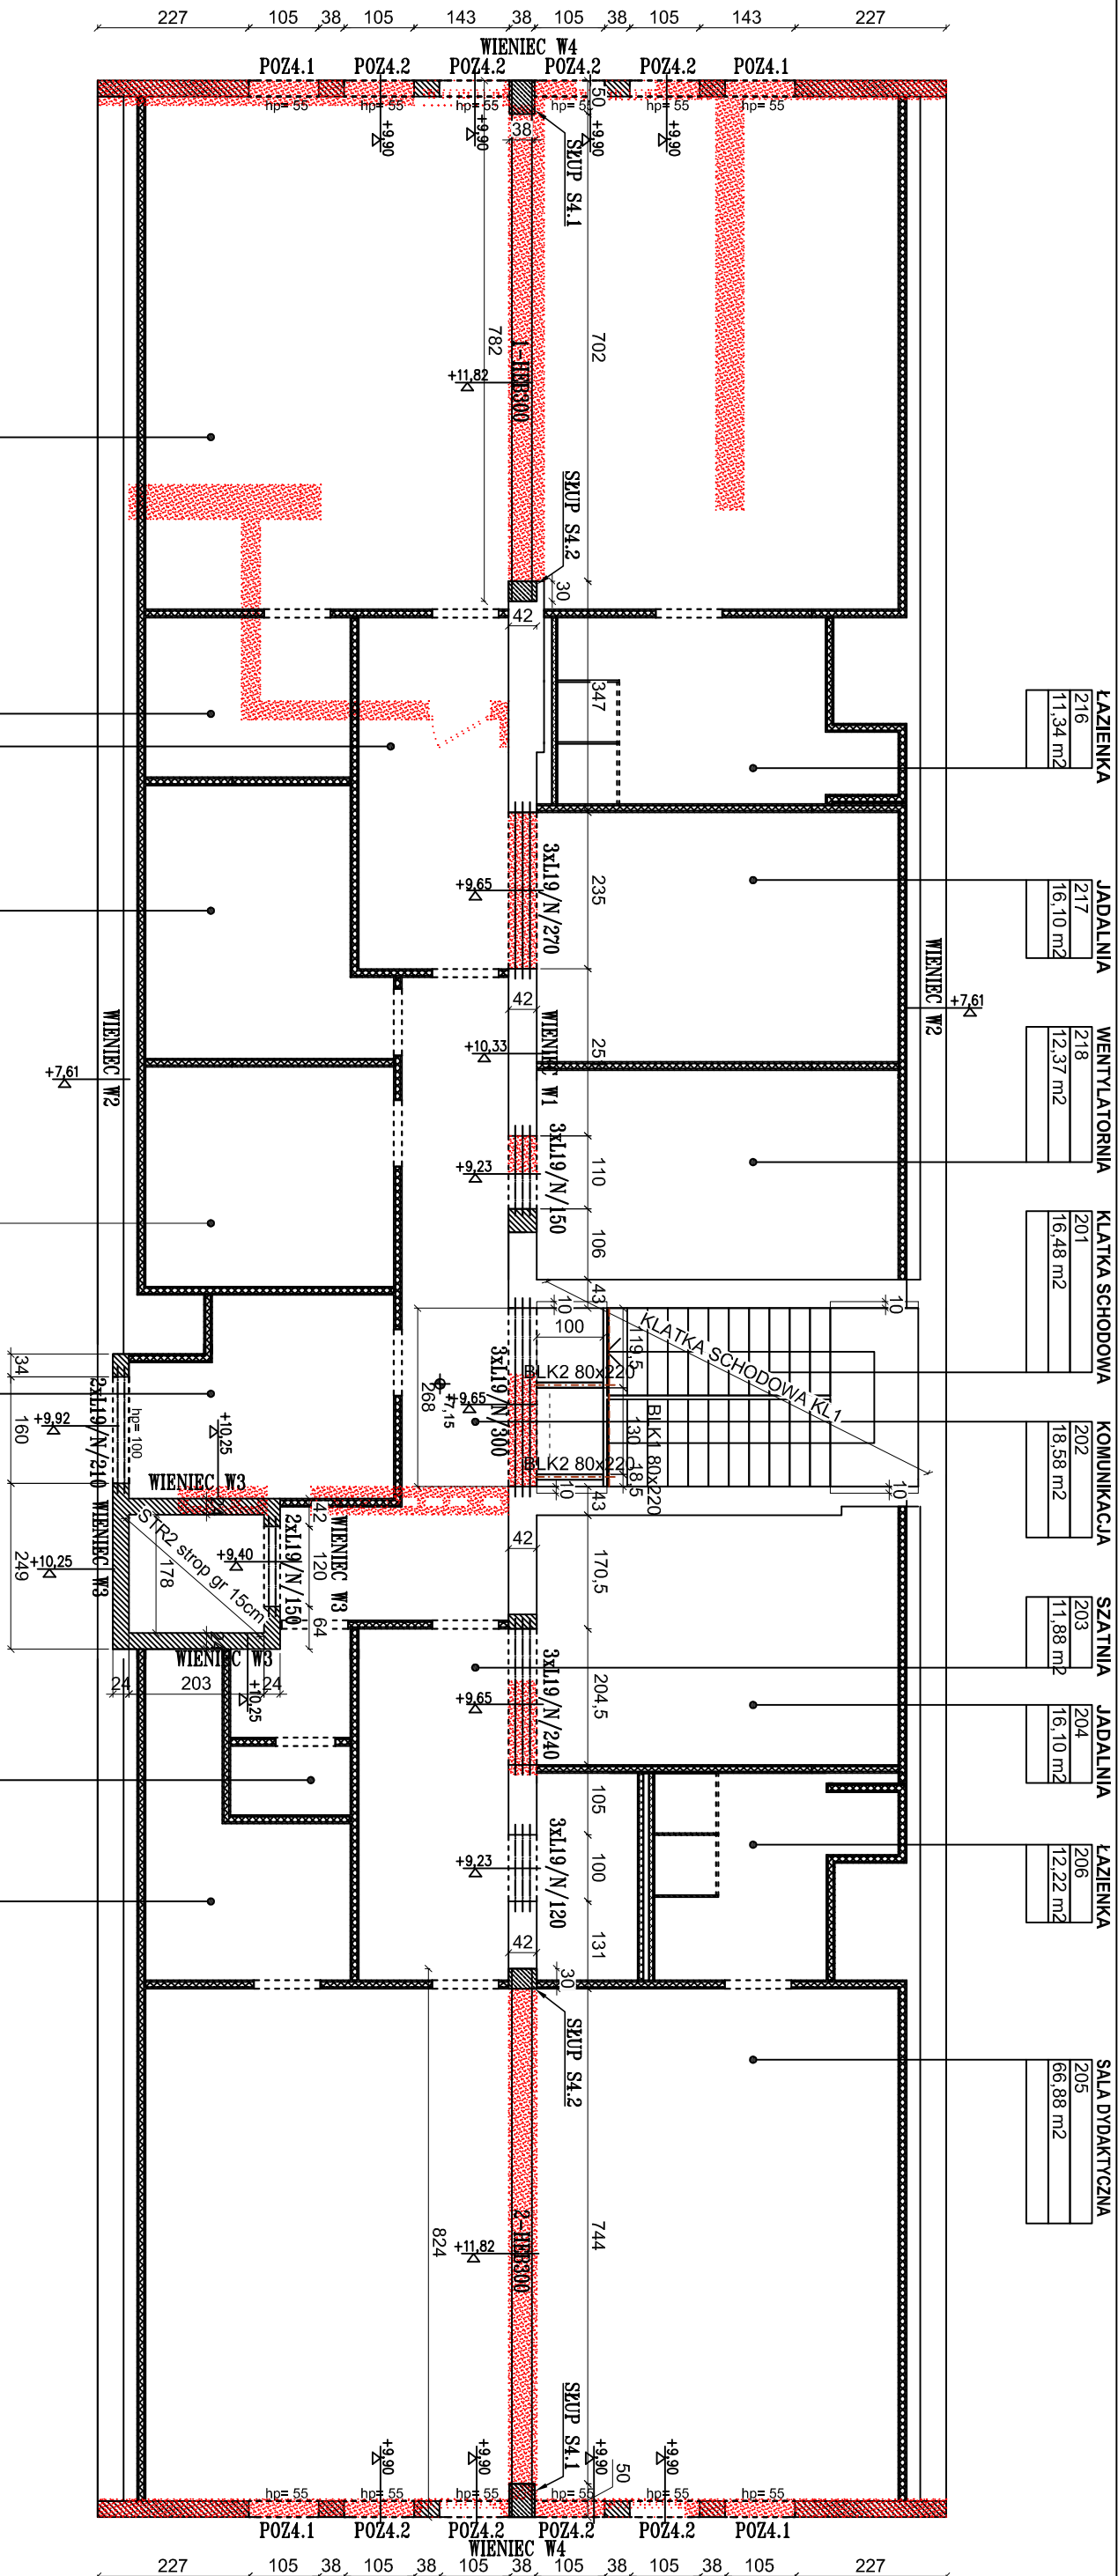 227
105
38
105
143
38
105
38
105
143
227
WIENIEC W4
POZ4.1
POZ4.2
POZ4.2
POZ4.2
POZ4.2
POZ4.1
hp= 55
hp= 55
hp= 55
hp= 55
hp= 55
hp= 55
50
+9,90
+9,90
+9,90
+9,90
38
SŁUP S4.1
782
702
1-HEB300
+11,82
SŁUP S4.2
30
42
347
ŁAZIENKA
216
11,34 m2
JADALNIA
217
16,10 m2
WENTYLATORNIA
218
12,37 m2
KLATKA SCHODOWA
201
16,48 m2
KOMUNIKACJA
202
18,58 m2
SZATNIA
203
11,88 m2
JADALNIA
204
16,10 m2
ŁAZIENKA
206
12,22 m2
SALA DYDAKTYCZNA
205
66,88 m2
3xL19/N/270
+9,65
235
42
WIENIEC W2
+7,61
WIENIEC W1
+10,33
251
WIENIEC W2
+7,61
3xL19/N/150
+9,23
110
106
43
10
10
100
119,5
KLATKA SCHODOWA KL1
BLK2 80x220
3xL19/N/300
+9,65
+7,15
268
130
BLK1 80x220
BLK2 80x220
18,5
10
10
43
34
160
249
hp= 100
+9,92
2xL19/N/210
+10,25
WIENIEC W3
WIENIEC W3
+10,25
STR2 strop gr 15cm
178
+9,40
2xL19/N/150
WIENIEC W3
42
120
64
24
WIENIEC W3
24
203
24
+10,25
42
170,5
3xL19/N/240
+9,65
204,5
105
3xL19/N/120
+9,23
100
131
42
30
SŁUP S4.2
824
744
2-HEB300
+11,82
SŁUP S4.1
50
+9,90
+9,90
+9,90
+9,90
hp= 55
hp= 55
hp= 55
hp= 55
hp= 55
hp= 55
POZ4.1
POZ4.2
POZ4.2
POZ4.2
POZ4.2
POZ4.1
WIENIEC W4
227
105
38
105
38
105
38
105
38
105
38
105
227